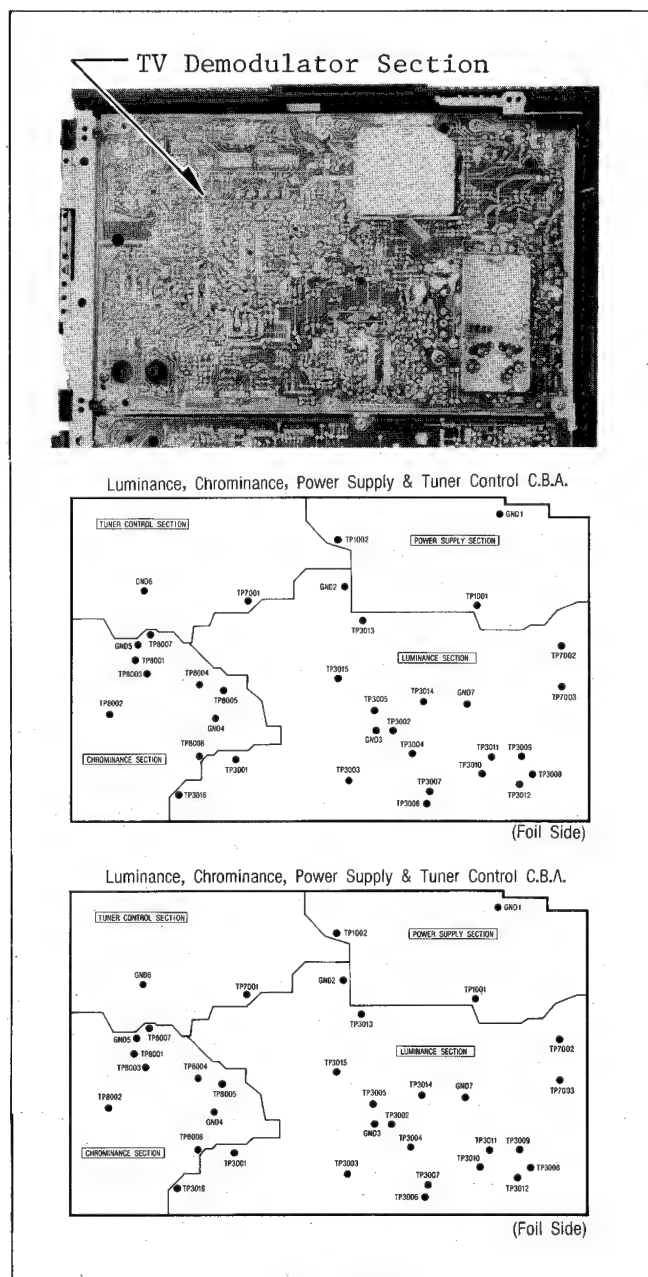 TV Demodulator Section
Luminance, Chrominance, Power Supply & Tuner Control C.B.A.
GND1
TUNER CONTROL SECTION
TP1002
POWER SUPPLY SECTION
GND6
GND2
TP7001
TP1001
TP3013
TP8007
GND5
TP7002
TP8001
LUMINANCE SECTION
TP8003
TP3015
TP8004
TP7003
TP8005
TP8002
TP3014
GND7
TP3005
GND4
GND3
TP3002
TP3004
TP3011
TP3009
CHROMINANCE SECTION
TP8008
TP3001
TP3010
TP3008
TP3003
TP3007
TP3012
TP3016
TP3006
(Foil Side)
Luminance, Chrominance, Power Supply & Tuner Control C.B.A.
GND1
TUNER CONTROL SECTION
TP1002
POWER SUPPLY SECTION
GND6
GND2
TP7001
TP1001
TP3013
TP8007
GND5
TP7002
TP8001
LUMINANCE SECTION
TP8003
TP3015
TP8004
TP7003
TP8005
TP8002
TP3014
GND7
TP3005
GND4
GND3
TP3002
TP3004
TP3011
TP3009
CHROMINANCE SECTION
TP8008
TP3001
TP3010
TP3008
TP3003
TP3007
TP3012
TP3016
TP3006
(Foil Side)